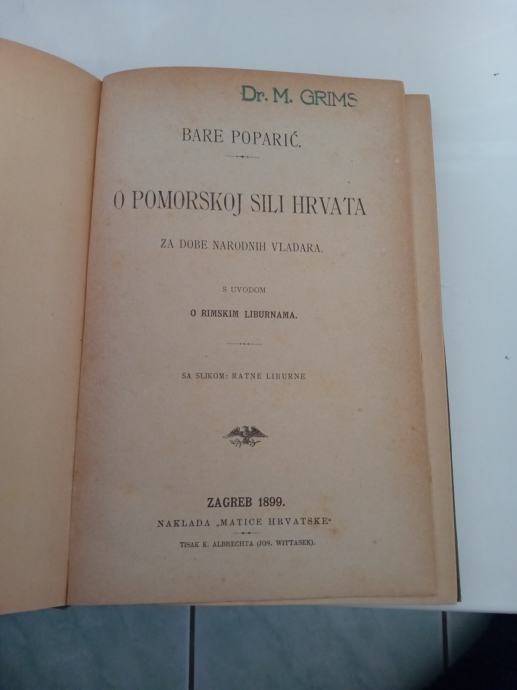 Dr. M. GRIMS
BARE POPARIĆ.
O POMORSKOJ SILI HRVATA
ZA DOBE NARODNIH VLADARA.
S UVODOM
O RIMSKIM LIBURNAMA.
SA SLIKOM: RATNE LIBURNE
ZAGREB 1899.
NAKLADA „MATICE HRVATSKE“
TISAK K. ALBRECHTA (JOS. WITTASEK).